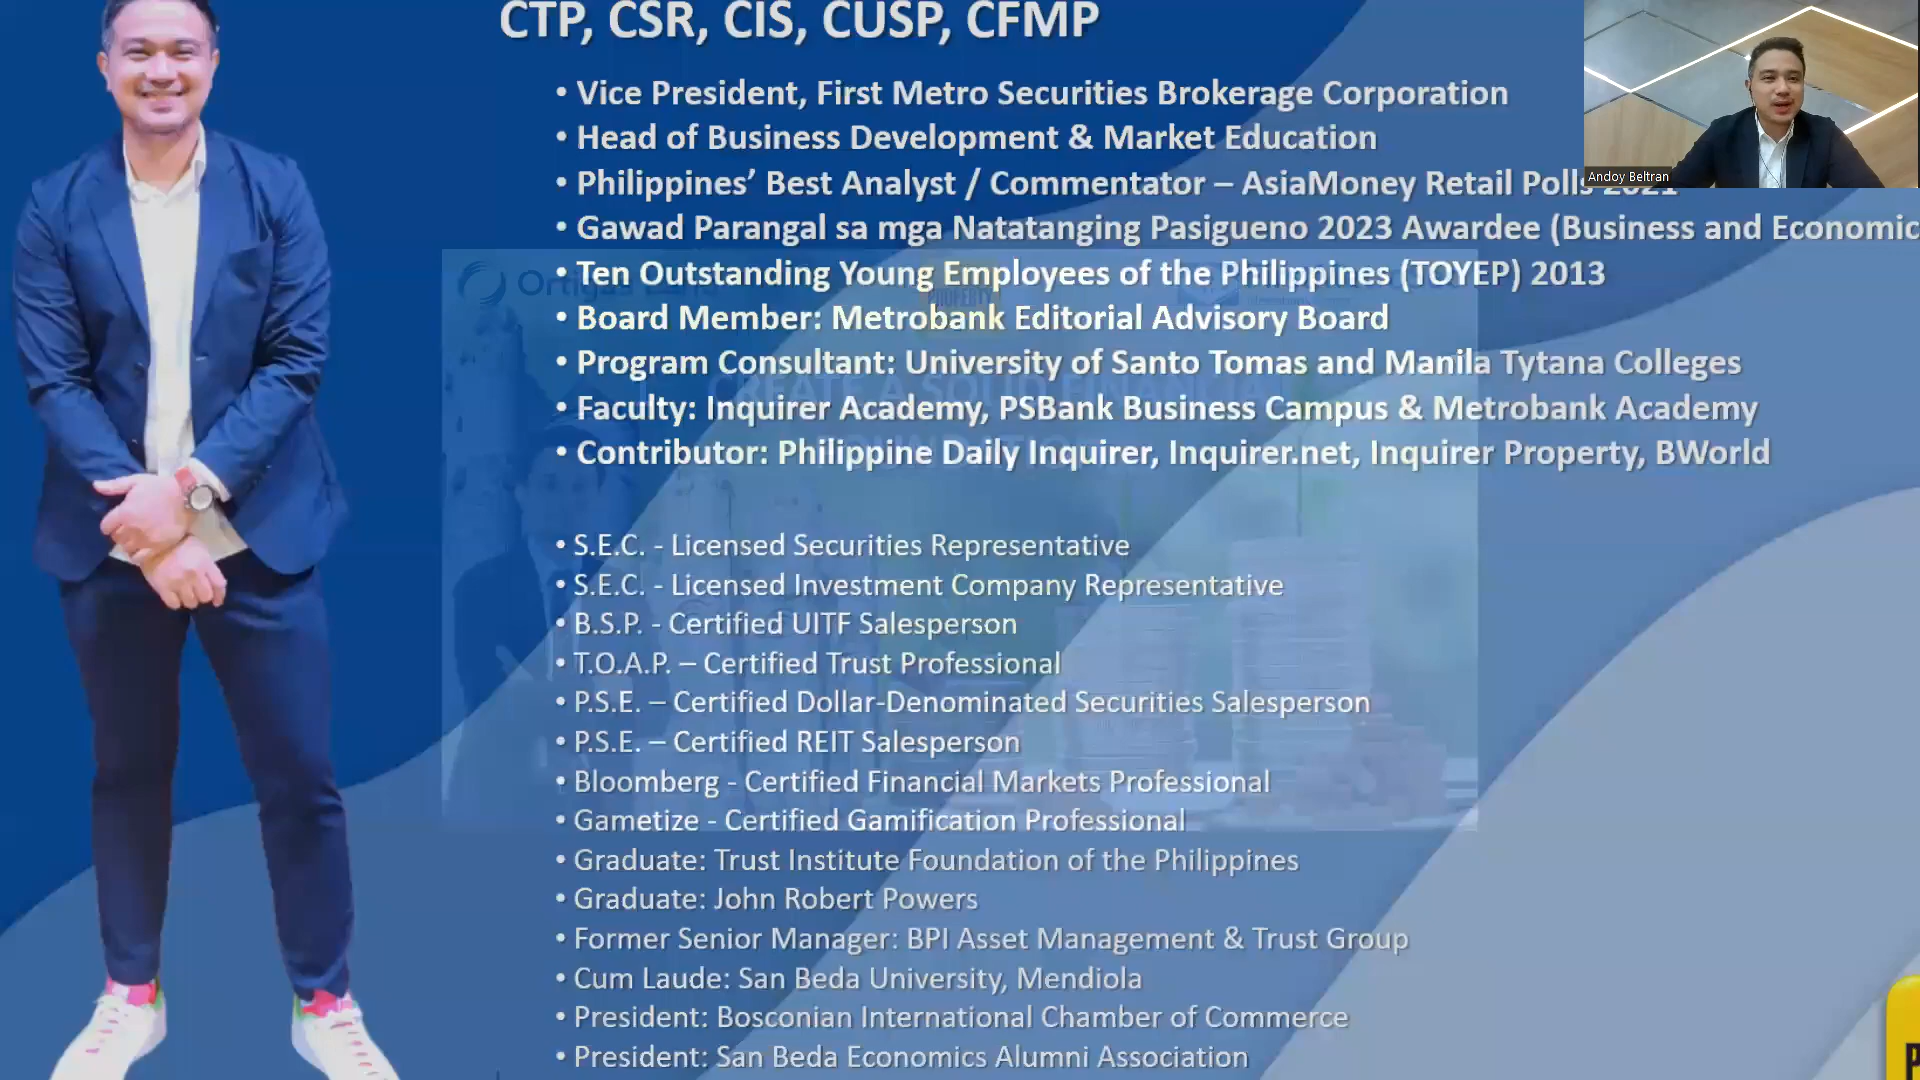 CTP, CSR, CIS, CUSP, CFMP
• Vice President, First Metro Securities Brokerage Corporation
• Head of Business Development & Market Education
• Philippines’ Best Analyst / Commentator – AsiaMoney Retail Polls 2021
• Gawad Parangal sa mga Natatanging Pasigueno 2023 Awardee (Business and Economic
• Ten Outstanding Young Employees of the Philippines (TOYEP) 2013
• Board Member: Metrobank Editorial Advisory Board
• Program Consultant: University of Santo Tomas and Manila Tytana Colleges
• Faculty: Inquirer Academy, PSBank Business Campus & Metrobank Academy
• Contributor: Philippine Daily Inquirer, Inquirer.net, Inquirer Property, BWorld
• S.E.C. - Licensed Securities Representative
• S.E.C. - Licensed Investment Company Representative
• B.S.P. - Certified UITF Salesperson
• T.O.A.P. – Certified Trust Professional
• P.S.E. – Certified Dollar-Denominated Securities Salesperson
• P.S.E. – Certified REIT Salesperson
• Bloomberg - Certified Financial Markets Professional
• Gametize - Certified Gamification Professional
• Graduate: Trust Institute Foundation of the Philippines
• Graduate: John Robert Powers
• Former Senior Manager: BPI Asset Management & Trust Group
• Cum Laude: San Beda University, Mendiola
• President: Bosconian International Chamber of Commerce
• President: San Beda Economics Alumni Association
Andoy Beltran
PROPERTY
CREATE A SOLID FINANCIAL